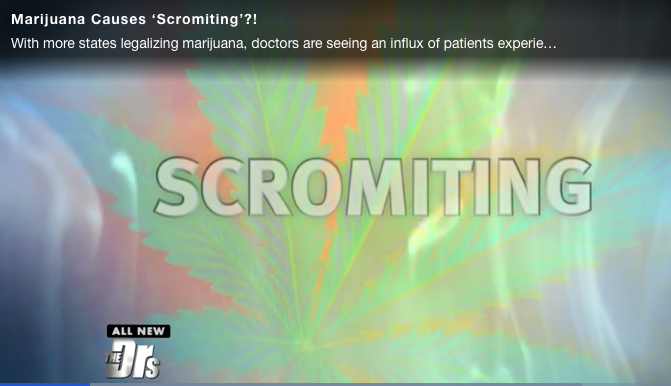 Marijuana Causes ‘Scromiting’?!
With more states legalizing marijuana, doctors are seeing an influx of patients experie…
SCROMITING
ALL NEW
THE Drs